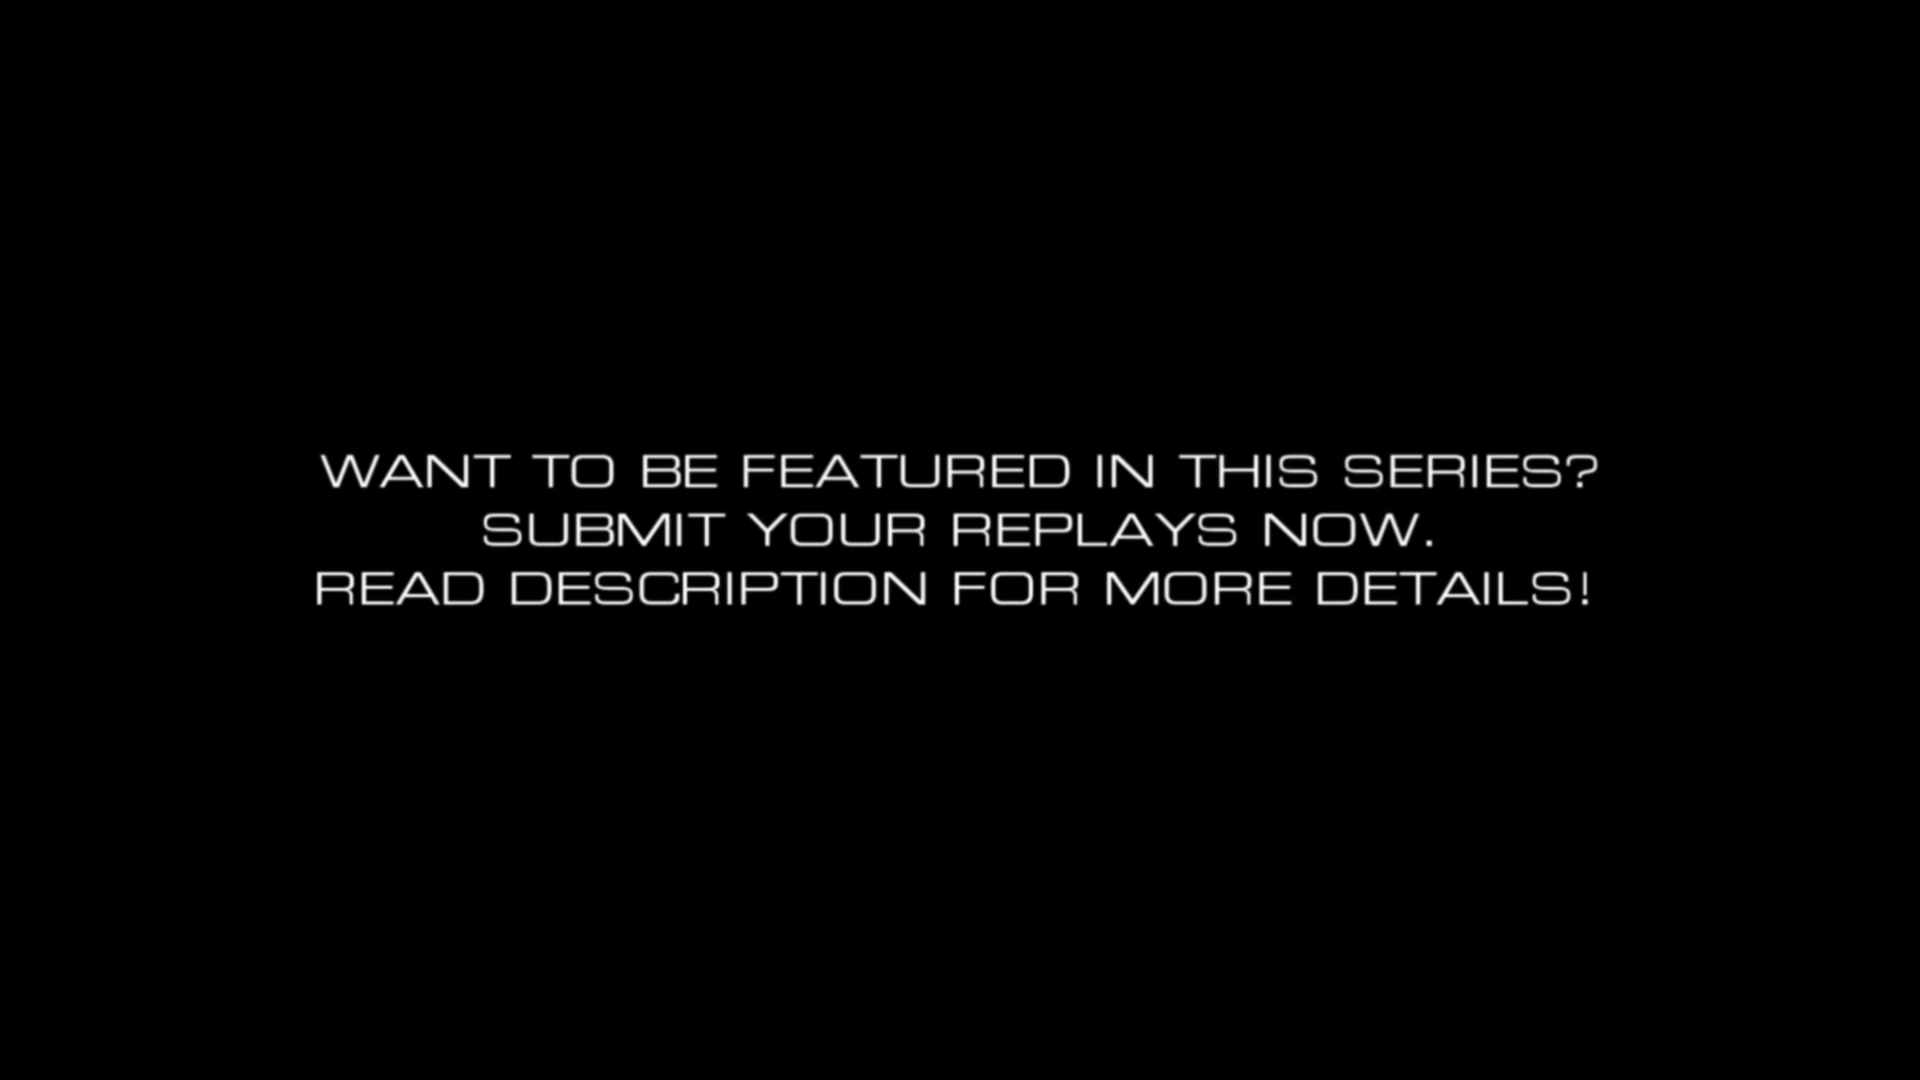 WANT TO BE FEATURED IN THIS SERIES?
SUBMIT YOUR REPLAYS NOW.
READ DESCRIPTION FOR MORE DETAILS!